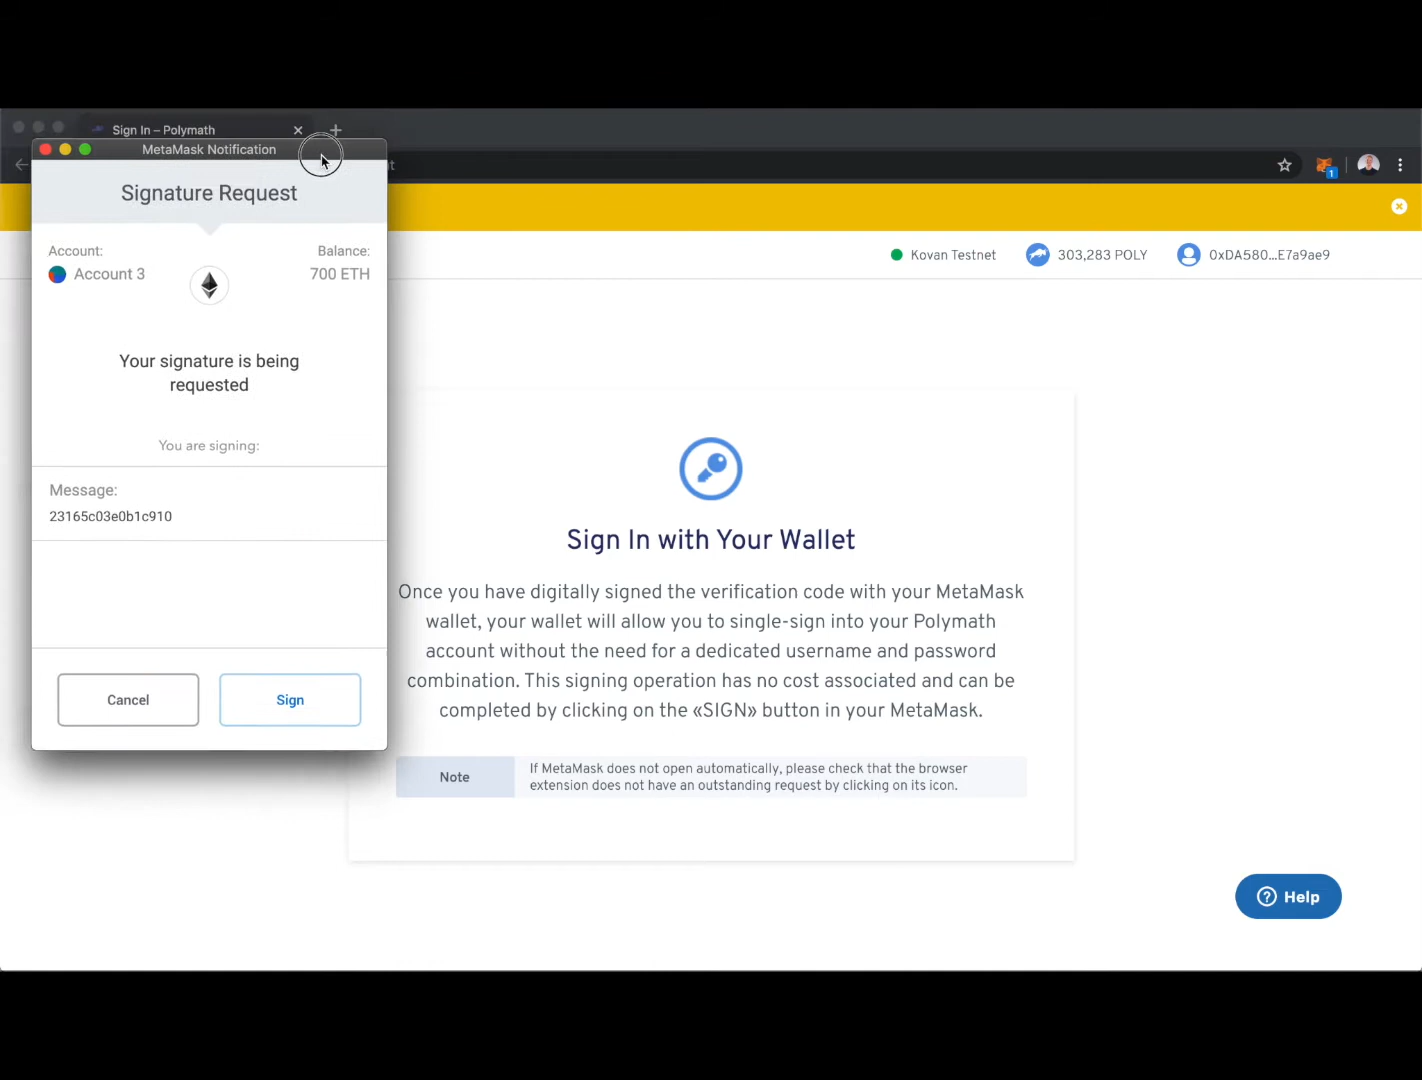 Sign In – Polymath
MetaMask Notification
Signature Request
Account:
Balance:
Account 3
700 ETH
Your signature is being
requested
You are signing:
Message:
23165c03e0b1c910
Cancel
Sign
1
Kovan Testnet
303,283 POLY
0xDA580...E7a9ae9
Sign In with Your Wallet
Once you have digitally signed the verification code with your MetaMask
wallet, your wallet will allow you to single-sign into your Polymath
account without the need for a dedicated username and password
combination. This signing operation has no cost associated and can be
completed by clicking on the «SIGN» button in your MetaMask.
Note
If MetaMask does not open automatically, please check that the browser
extension does not have an outstanding request by clicking on its icon.
Help